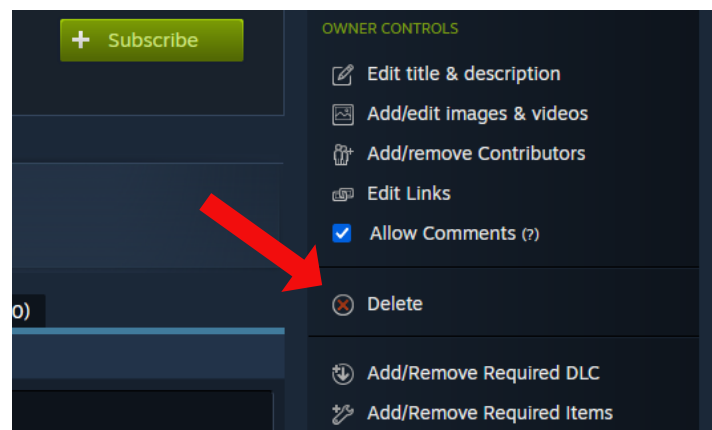 Subscribe
OWNER CONTROLS
Edit title & description
Add/edit images & videos
Add/remove Contributors
Edit Links
Allow Comments (?)
Delete
0)
Add/Remove Required DLC
Add/Remove Required Items